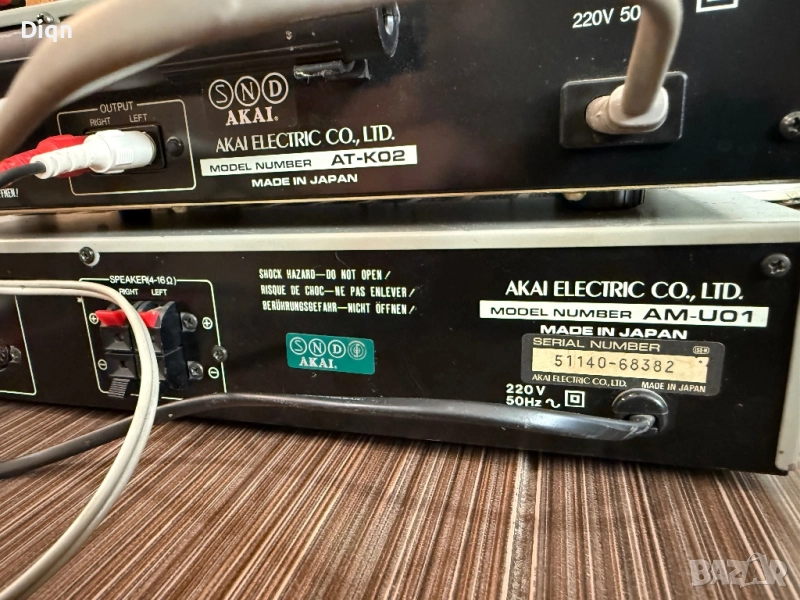 Diqn
220V 50
OUTPUT
RIGHT LEFT
SND
AKAI.
AKAI ELECTRIC CO., LTD.
MODEL NUMBER AT-K02
MADE IN JAPAN
SPEAKER(4-16Ω)
RIGHT LEFT
SHOCK HAZARD—DO NOT OPEN/
RISQUE DE CHOC—NE PAS ENLEVER/
BERÜHRUNGSGEFAHR—NICHT ÖFFNEN/
SND
AKAI.
AKAI ELECTRIC CO., LTD.
MODEL NUMBER AM-U01
MADE IN JAPAN
SERIAL NUMBER
51140-68382
AKAI ELECTRIC CO., LTD. MADE IN JAPAN
220V
50Hz
BAZAR